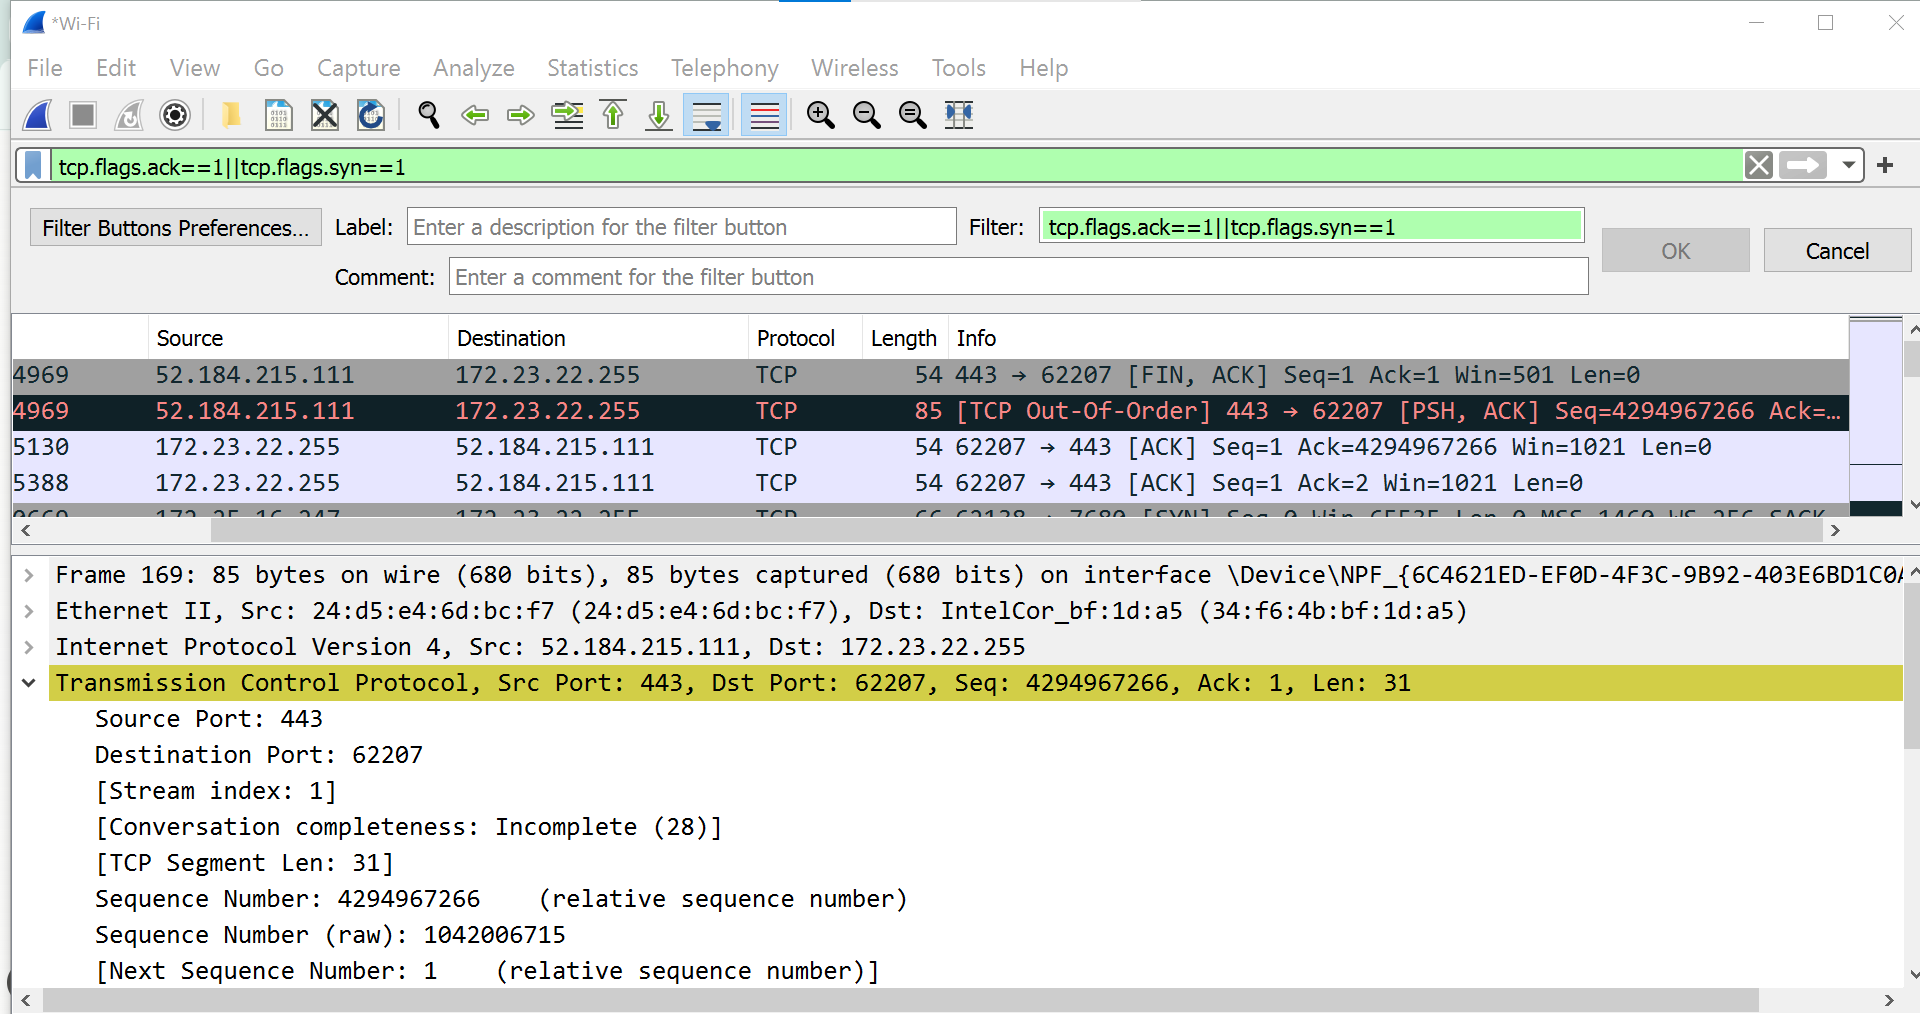 *Wi-Fi
File Edit View Go Capture Analyze Statistics Telephony Wireless Tools Help
tcp.flags.ack==1||tcp.flags.syn==1
Filter Buttons Preferences... Label: Enter a description for the filter button Filter: tcp.flags.ack==1||tcp.flags.syn==1
OK Cancel
Comment: Enter a comment for the filter button
Source Destination Protocol Length Info
4969 52.184.215.111 172.23.22.255 TCP 54 443 → 62207 [FIN, ACK] Seq=1 Ack=1 Win=501 Len=0
4969 52.184.215.111 172.23.22.255 TCP 85 [TCP Out-Of-Order] 443 → 62207 [PSH, ACK] Seq=4294967266 Ack=…
5130 172.23.22.255 52.184.215.111 TCP 54 62207 → 443 [ACK] Seq=1 Ack=4294967266 Win=1021 Len=0
5388 172.23.22.255 52.184.215.111 TCP 54 62207 → 443 [ACK] Seq=1 Ack=2 Win=1021 Len=0
172.23.22.255 TCP 66 [SYN]
Frame 169: 85 bytes on wire (680 bits), 85 bytes captured (680 bits) on interface \Device\NPF_{6C4621ED-EF0D-4F3C-9B92-403E6BD1C0A
Ethernet II, Src: 24:d5:e4:6d:bc:f7 (24:d5:e4:6d:bc:f7), Dst: IntelCor_bf:1d:a5 (34:f6:4b:bf:1d:a5)
Internet Protocol Version 4, Src: 52.184.215.111, Dst: 172.23.22.255
Transmission Control Protocol, Src Port: 443, Dst Port: 62207, Seq: 4294967266, Ack: 1, Len: 31
Source Port: 443
Destination Port: 62207
[Stream index: 1]
[Conversation completeness: Incomplete (28)]
[TCP Segment Len: 31]
Sequence Number: 4294967266 (relative sequence number)
Sequence Number (raw): 1042006715
[Next Sequence Number: 1 (relative sequence number)]